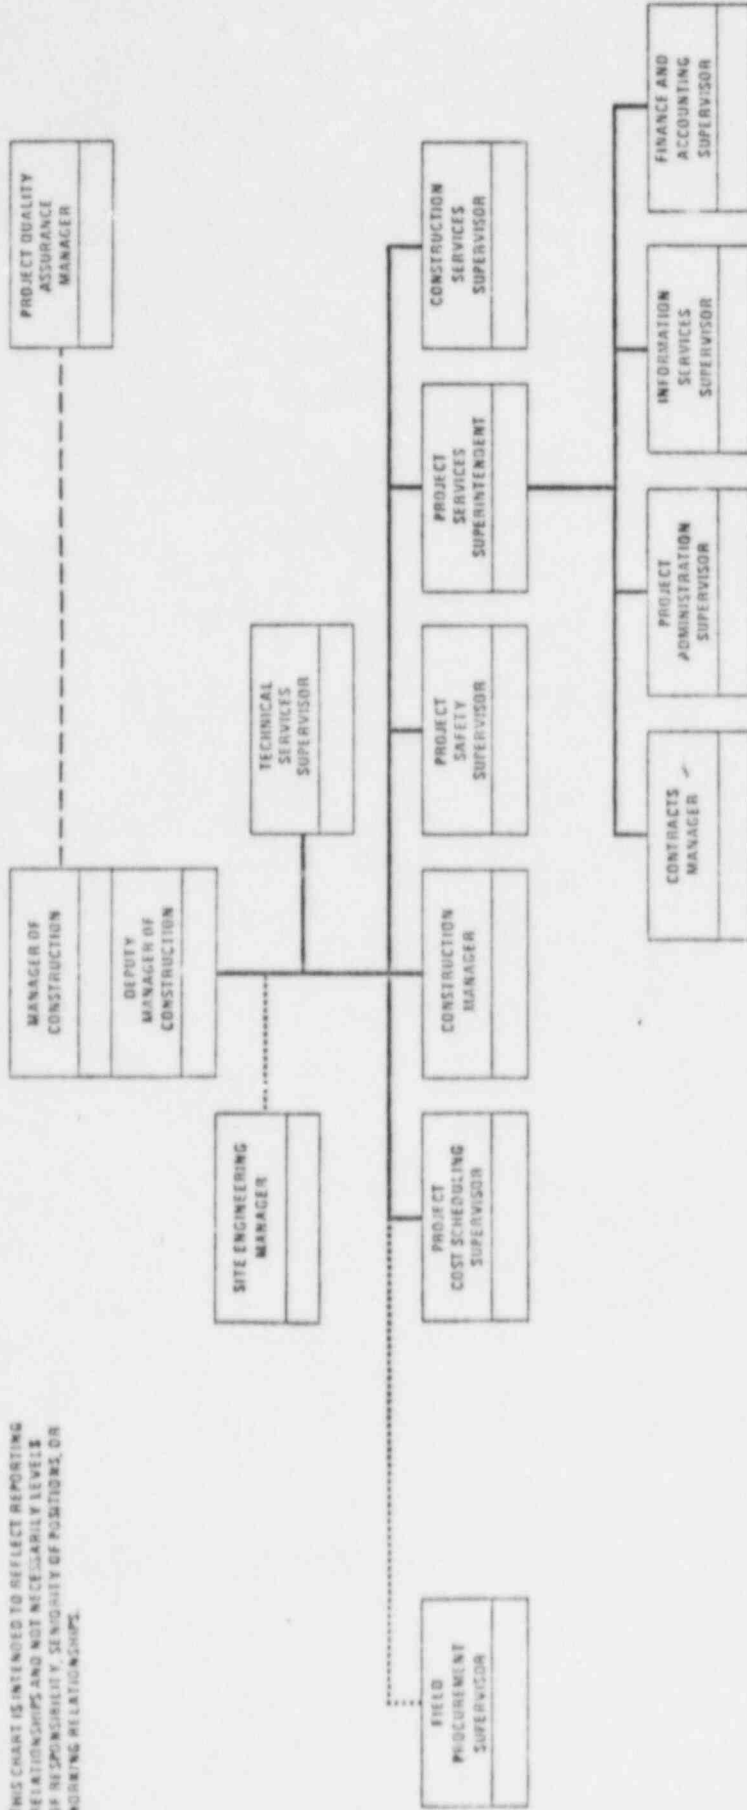 THIS CHART IS INTENDED TO REFLECT REPORTING
RELATIONSHIPS AND NOT NECESSARILY LEVELS
OF RESPONSIBILITY, SENIORITY OF POSITIONS, OR
WORKING RELATIONSHIPS.
MANAGER OF
CONSTRUCTION
DEPUTY
MANAGER OF
CONSTRUCTION
PROJECT QUALITY
ASSURANCE
MANAGER
SITE ENGINEERING
MANAGER
TECHNICAL
SERVICES
SUPERVISOR
FIELD
PROCUREMENT
SUPERVISOR
PROJECT
COST SCHEDULING
SUPERVISOR
CONSTRUCTION
MANAGER
PROJECT
SAFETY
SUPERVISOR
PROJECT
SERVICES
SUPERINTENDENT
CONSTRUCTION
SERVICES
SUPERVISOR
CONTRACTS
MANAGER
PROJECT
ADMINISTRATION
SUPERVISOR
INFORMATION
SERVICES
SUPERVISOR
FINANCE AND
ACCOUNTING
SUPERVISOR